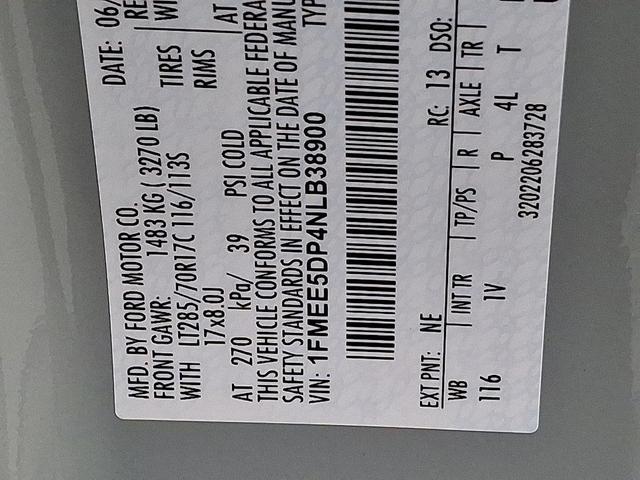 MFD. BY FORD MOTOR CO. DATE: 06/
FRONT GAWR: 1483 KG ( 3270 LB) RE
WITH LT285/70R17C 116/113S TIRES WI
17x8.0J RIMS
AT 270 kPa/ 39 PSI COLD AT
THIS VEHICLE CONFORMS TO ALL APPLICABLE FEDERA
SAFETY STANDARDS IN EFFECT ON THE DATE OF MANU
VIN: 1FMEE5DP4NLB38900 TYP
EXT PNT: NE RC: 13 DSO:
WB INT TR TP/PS R AXLE TR
116 1V P 4L T
3202206283728